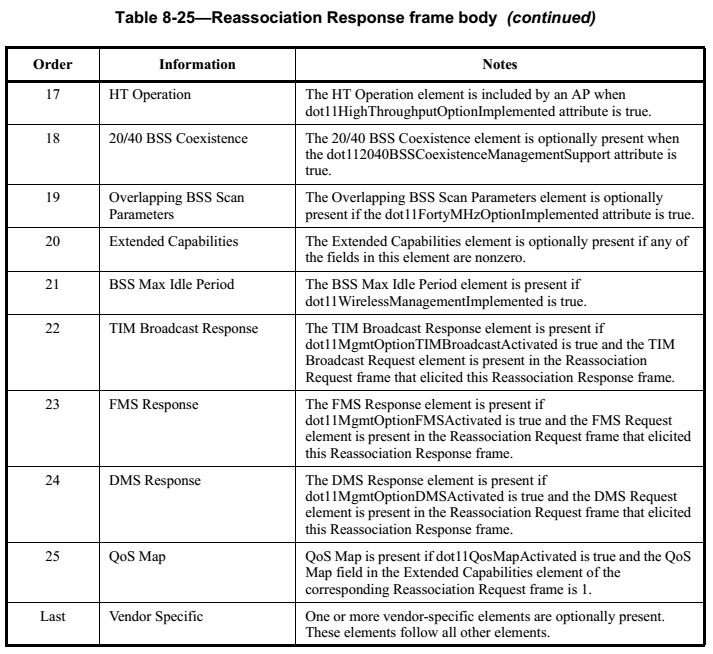 Table 8-25—Reassociation Response frame body (continued)
Order Information Notes
17 HT Operation The HT Operation element is included by an AP when
dot11HighThroughputOptionImplemented attribute is true.
18 20/40 BSS Coexistence The 20/40 BSS Coexistence element is optionally present when
the dot112040BSSCoexistenceManagementSupport attribute is
true.
19 Overlapping BSS Scan The Overlapping BSS Scan Parameters element is optionally
Parameters present if the dot11FortyMHzOptionImplemented attribute is true.
20 Extended Capabilities The Extended Capabilities element is optionally present if any of
the fields in this element are nonzero.
21 BSS Max Idle Period The BSS Max Idle Period element is present if
dot11WirelessManagementImplemented is true.
22 TIM Broadcast Response The TIM Broadcast Response element is present if
dot11MgmtOptionTIMBroadcastActivated is true and the TIM
Broadcast Request element is present in the Reassociation
Request frame that elicited this Reassociation Response frame.
23 FMS Response The FMS Response element is present if
dot11MgmtOptionFMSActivated is true and the FMS Request
element is present in the Reassociation Request frame that elicited
this Reassociation Response frame.
24 DMS Response The DMS Response element is present if
dot11MgmtOptionDMSActivated is true and the DMS Request
element is present in the Reassociation Request frame that elicited
this Reassociation Response frame.
25 QoS Map QoS Map is present if dot11QosMapActivated is true and the QoS
Map field in the Extended Capabilities element of the
corresponding Reassociation Request frame is 1.
Last Vendor Specific One or more vendor-specific elements are optionally present.
These elements follow all other elements.